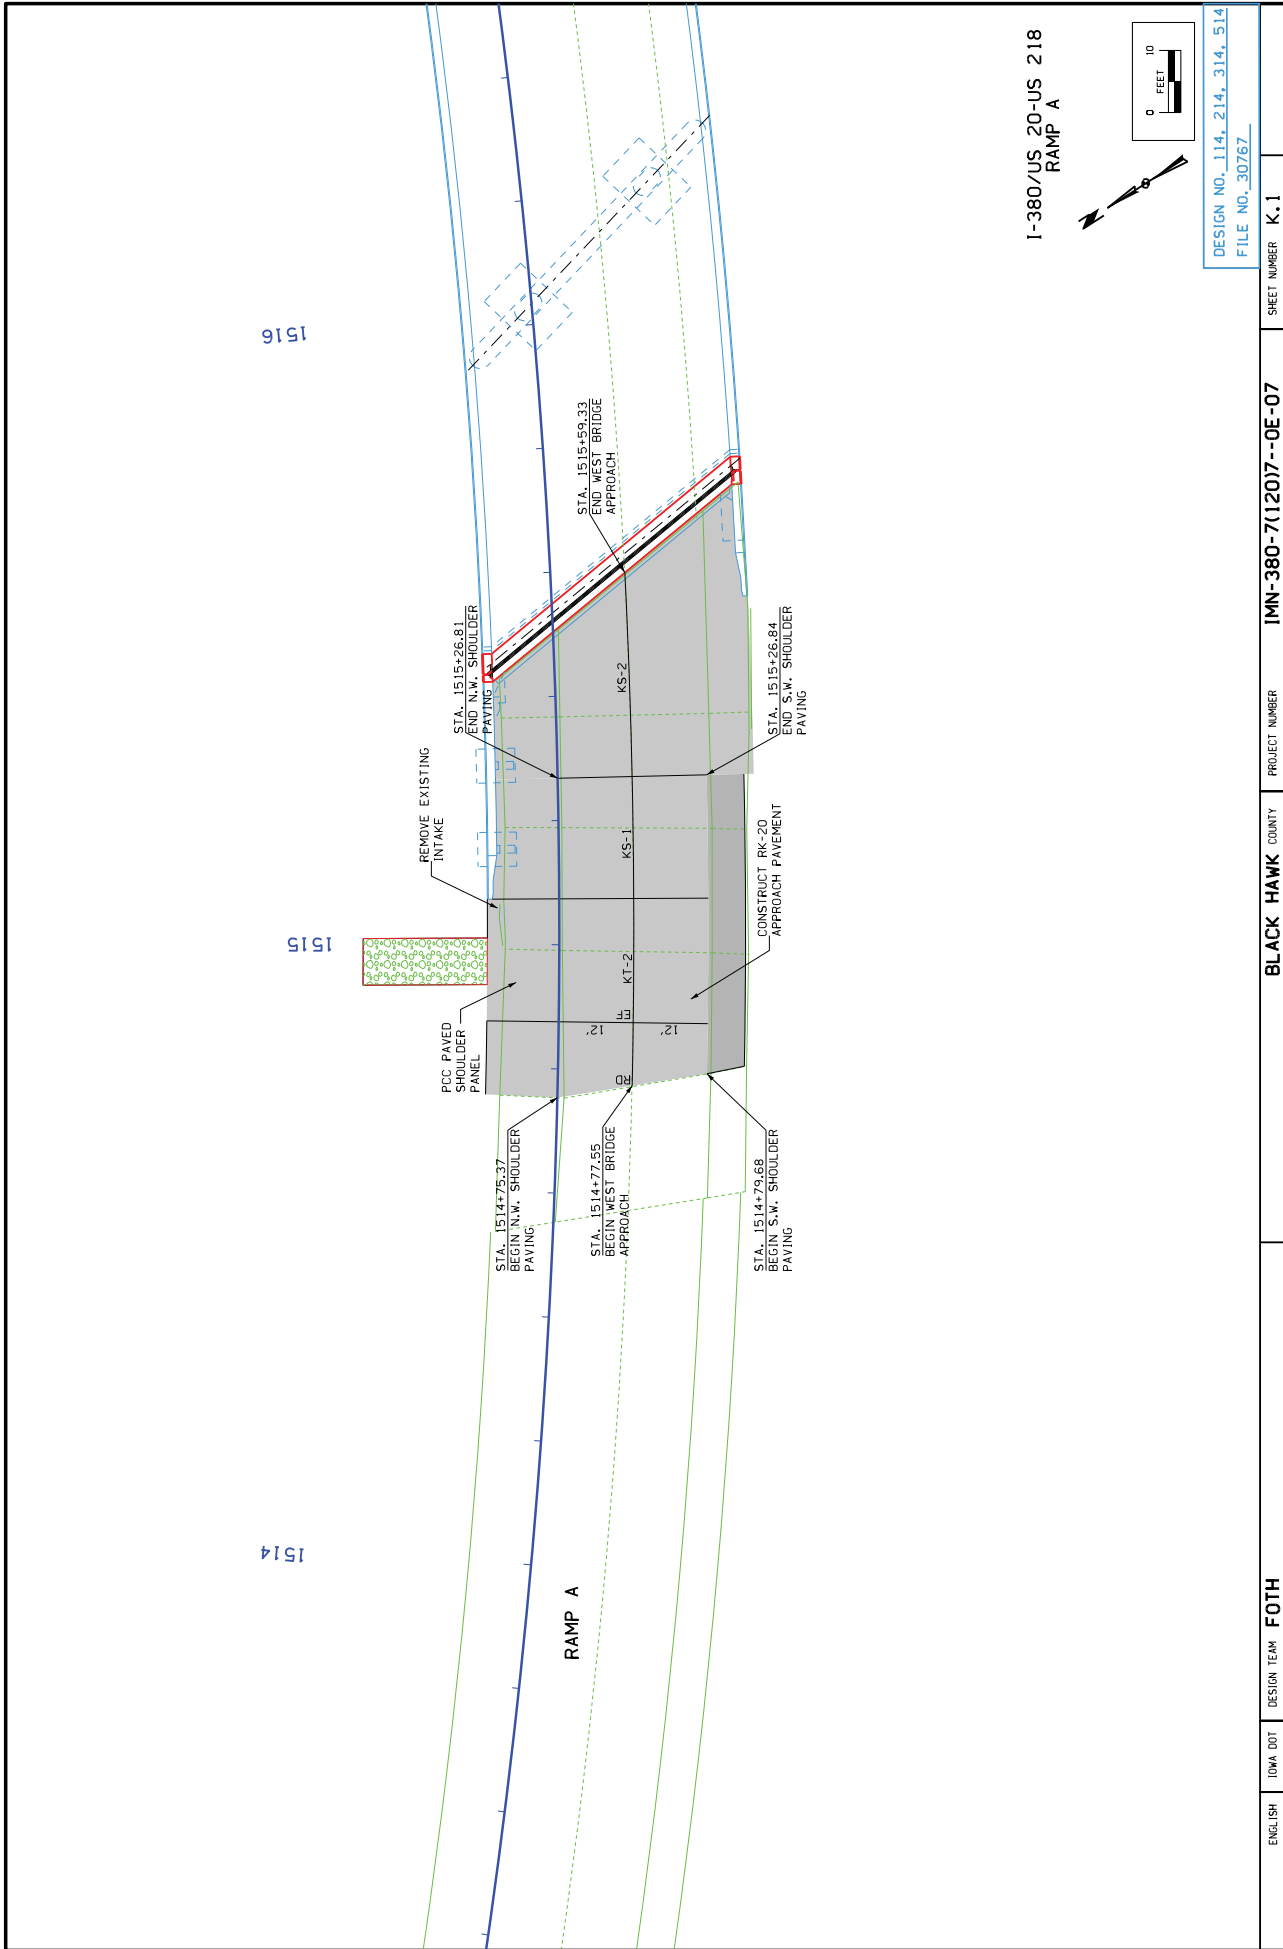 1516
1515
1514
RAMP A
STA. 1514+75.37
BEGIN N.W. SHOULDER
PAVING
STA. 1514+77.55
BEGIN WEST BRIDGE
APPROACH
STA. 1514+79.68
BEGIN S.W. SHOULDER
PAVING
PCC PAVED
SHOULDER
PANEL
REMOVE EXISTING
INTAKE
CONSTRUCT RK-20
APPROACH PAVEMENT
STA. 1515+26.81
END N.W. SHOULDER
PAVING
STA. 1515+26.84
END S.W. SHOULDER
PAVING
STA. 1515+59.33
END WEST BRIDGE
APPROACH
EF
12'
12'
KT-2
KS-1
KS-2
I-380/US 20-US 218
RAMP A
N
0 10
FEET
DESIGN NO. 114, 214, 314, 514
FILE NO. 30767
ENGLISH IOWA DOT DESIGN TEAM FOTH BLACK HAWK COUNTY PROJECT NUMBER IMN-380-7(120)7--0E-07 SHEET NUMBER K.1